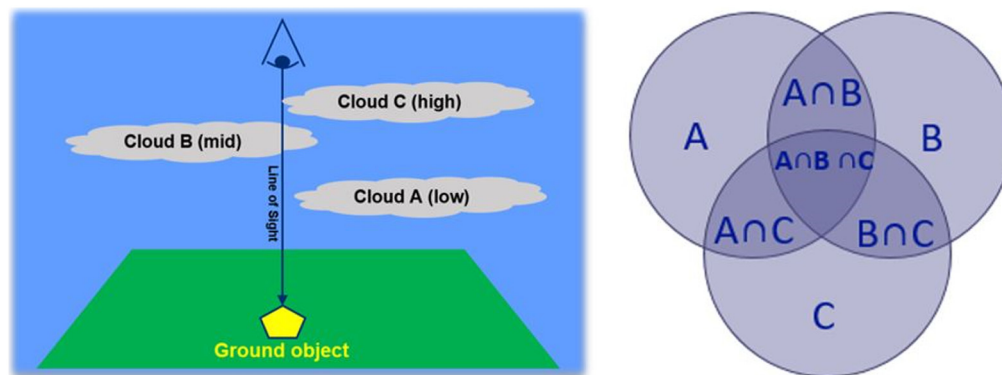 Cloud C (high)
Cloud B (mid)
Line of Sight
Cloud A (low)
Ground object
A∩B
A
B
A∩B ∩C
A∩C
B∩C
C